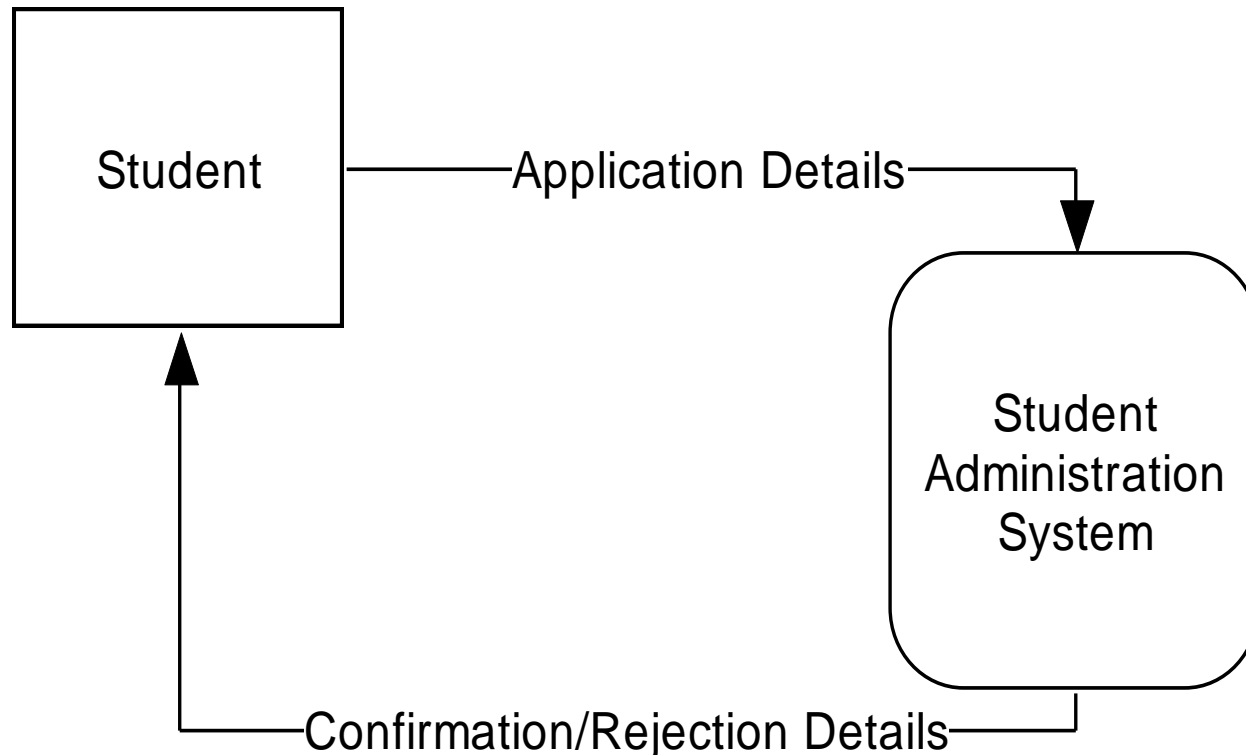 Student
Application Details
Student
Administration
System
Confirmation/Rejection Details